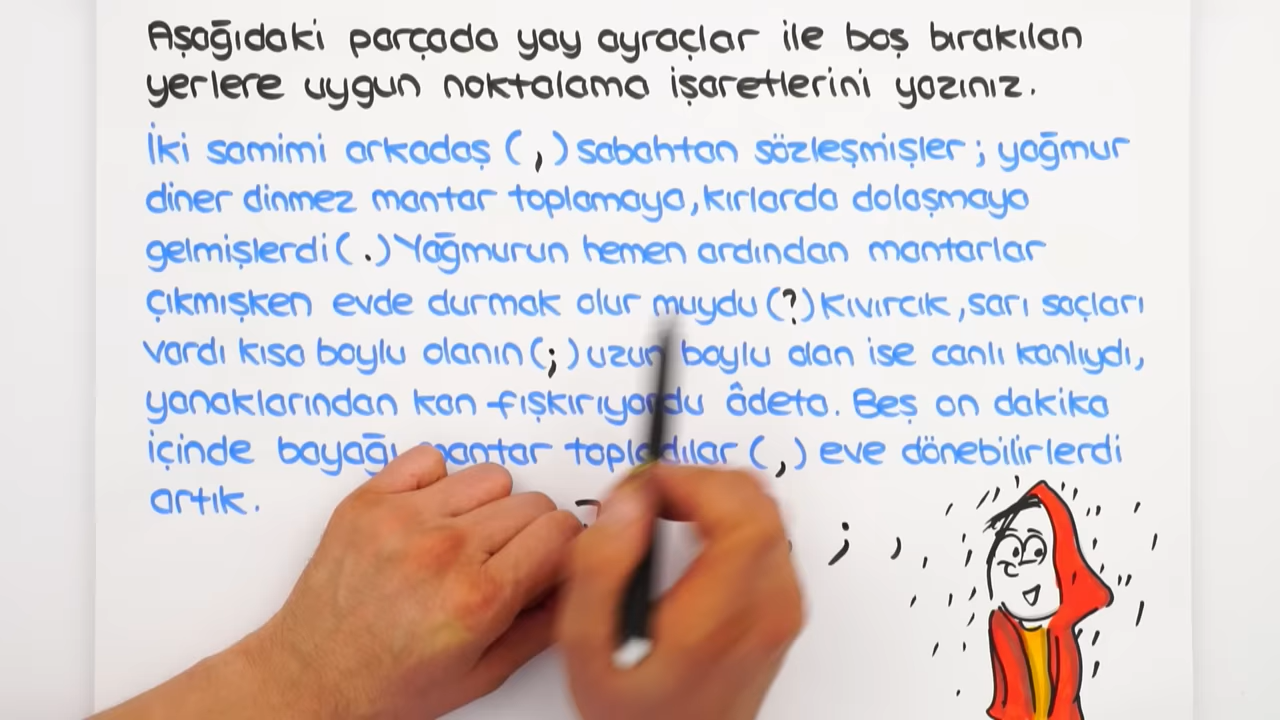 Aşağıdaki parçada yay ayraçlar ile boş bırakılan
yerlere uygun noktalama işaretlerini yazınız.
İki samimi arkadaş ( , ) sabahtan sözleşmişler ; yağmur
diner dinmez mantar toplamaya, kırlarda dolaşmaya
gelmişlerdi ( . ) Yağmurun hemen ardından mantarlar
çıkmışken evde durmak olur muydu ( ? ) Kıvırcık, sarı saçları
vardı kısa boylu olanın ( ; ) uzun boylu olan ise canlı kanlıydı,
yanaklarından kan fışkırıyordu âdeta. Beş on dakika
içinde bayağı mantar topladılar ( , ) eve dönebilirlerdi
artık.
; ,